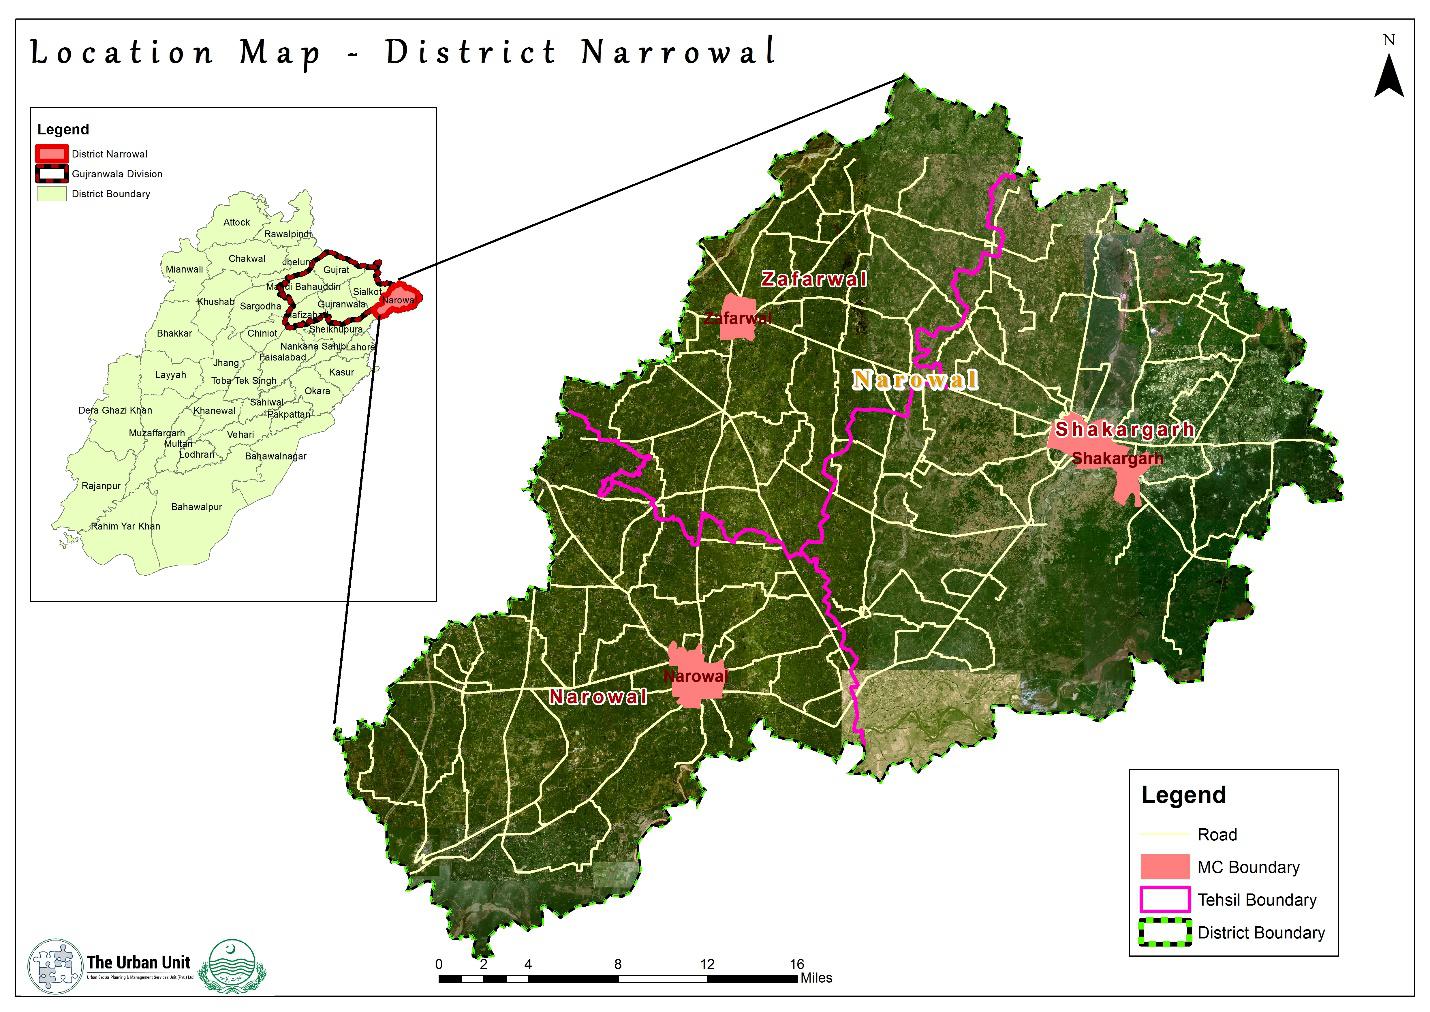 Location Map - District Narrowal
N
Legend
District Narrowal
Gujranwala Division
District Boundary
Attock
Rawalpindi
Chakwal
Jhelum
Gujrat
Mianwali
Mandi Bahauddin
Sialkot
Narowal
Khushab
Sargodha
Gujranwala
Hafizabad
Sheikhupura
Bhakkar
Chiniot
Nankana Sahib
Lahore
Faisalabad
Jhang
Kasur
Layyah
Toba Tek Singh
Okara
Sahiwal
Dera Ghazi Khan
Khanewal
Pakpattan
Muzaffargarh
Vehari
Multan
Lodhran
Bahawalnagar
Rajanpur
Bahawalpur
Rahim Yar Khan
Zafarwal
Zafarwal
Narowal
Shakargarh
Shakargarh
Narowal
Narowal
Legend
Road
MC Boundary
Tehsil Boundary
District Boundary
The Urban Unit
0 2 4 8 12 16
Miles